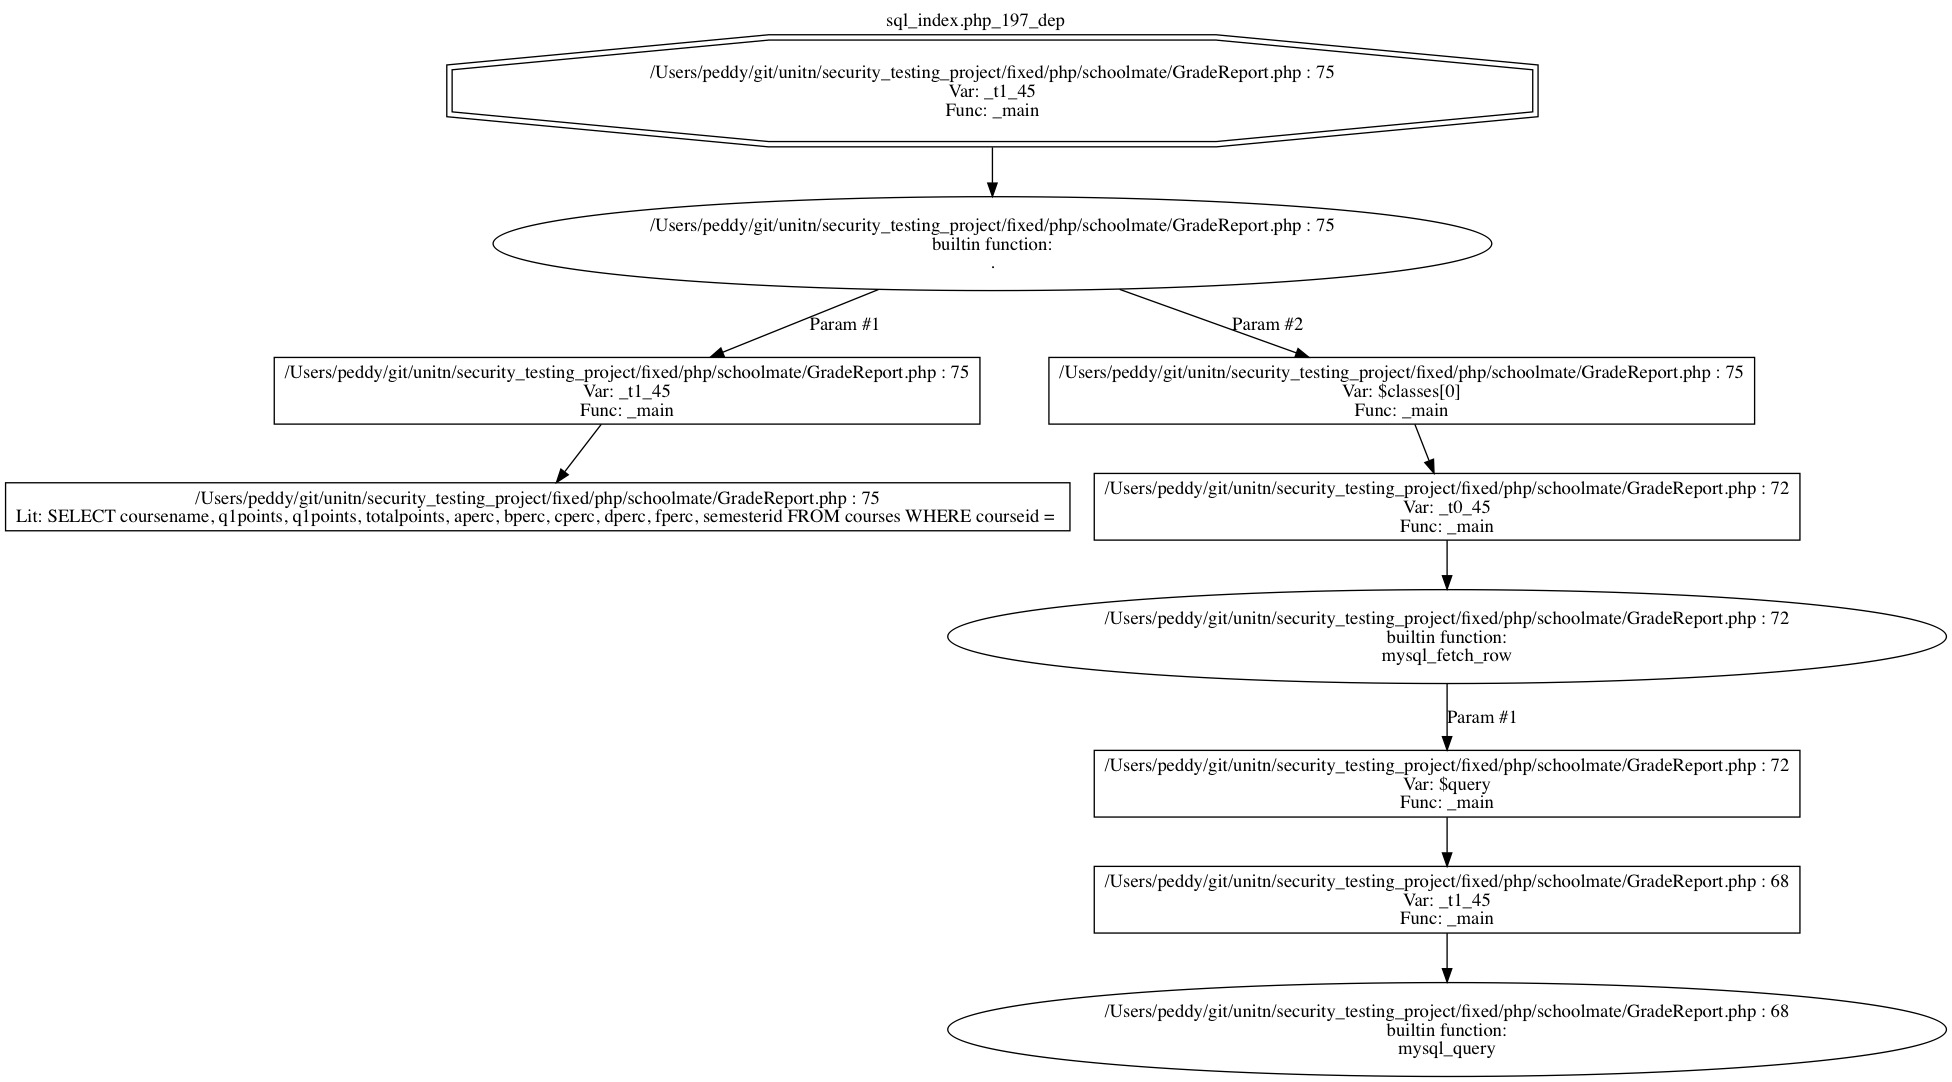 sql_index.php_197_dep
/Users/peddy/git/unitn/security_testing_project/fixed/php/schoolmate/GradeReport.php : 75
Var: _t1_45
Func: _main
/Users/peddy/git/unitn/security_testing_project/fixed/php/schoolmate/GradeReport.php : 75
builtin function:
.
Param #1
Param #2
/Users/peddy/git/unitn/security_testing_project/fixed/php/schoolmate/GradeReport.php : 75
Var: _t1_45
Func: _main
/Users/peddy/git/unitn/security_testing_project/fixed/php/schoolmate/GradeReport.php : 75
Var: $classes[0]
Func: _main
/Users/peddy/git/unitn/security_testing_project/fixed/php/schoolmate/GradeReport.php : 75
Lit: SELECT coursename, q1points, q1points, totalpoints, aperc, bperc, cperc, dperc, fperc, semesterid FROM courses WHERE courseid =
/Users/peddy/git/unitn/security_testing_project/fixed/php/schoolmate/GradeReport.php : 72
Var: _t0_45
Func: _main
/Users/peddy/git/unitn/security_testing_project/fixed/php/schoolmate/GradeReport.php : 72
builtin function:
mysql_fetch_row
Param #1
/Users/peddy/git/unitn/security_testing_project/fixed/php/schoolmate/GradeReport.php : 72
Var: $query
Func: _main
/Users/peddy/git/unitn/security_testing_project/fixed/php/schoolmate/GradeReport.php : 68
Var: _t1_45
Func: _main
/Users/peddy/git/unitn/security_testing_project/fixed/php/schoolmate/GradeReport.php : 68
builtin function:
mysql_query